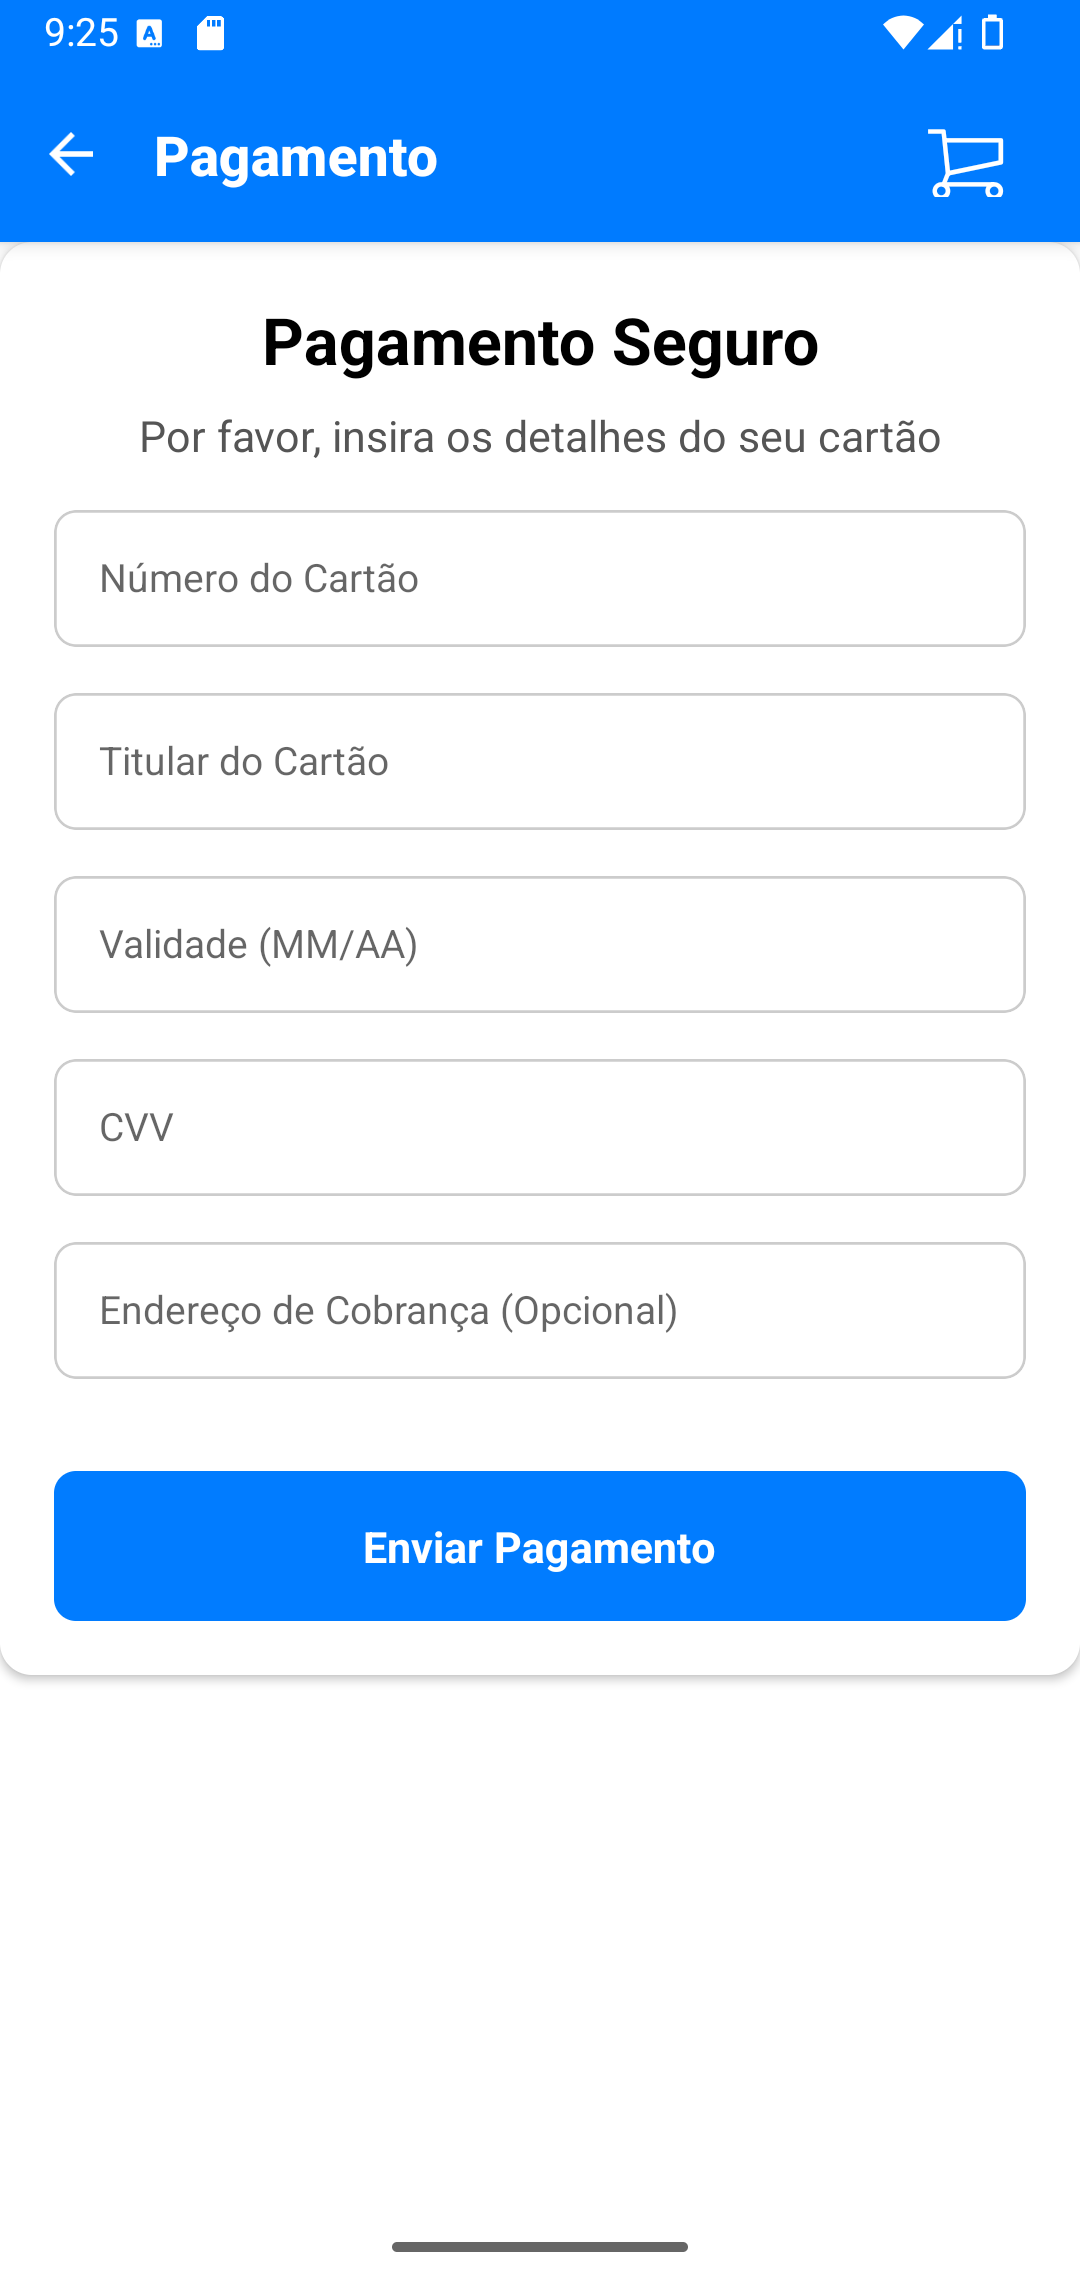 9:25
Pagamento
Pagamento Seguro
Por favor, insira os detalhes do seu cartão
Número do Cartão
Titular do Cartão
Validade (MM/AA)
CVV
Endereço de Cobrança (Opcional)
Enviar Pagamento